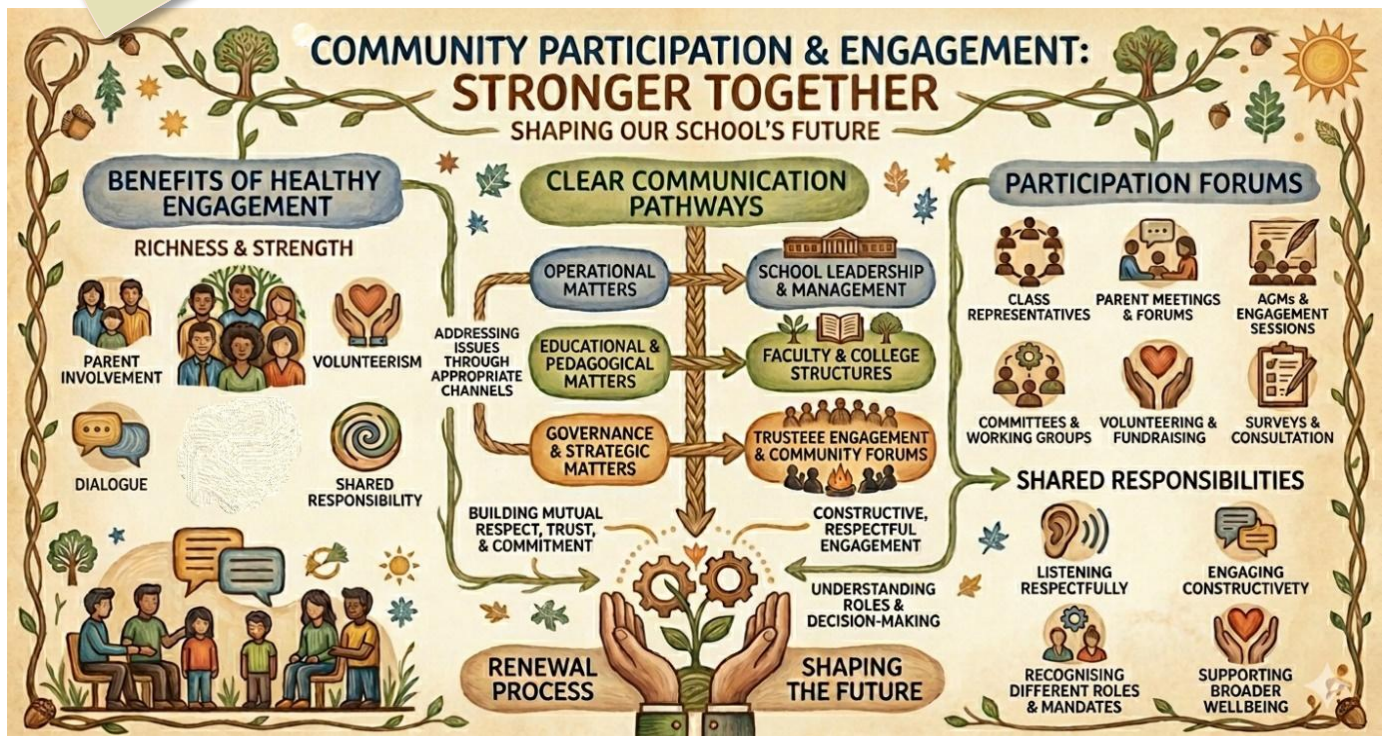 COMMUNITY PARTICIPATION & ENGAGEMENT:
STRONGER TOGETHER
SHAPING OUR SCHOOL'S FUTURE
BENEFITS OF HEALTHY
ENGAGEMENT
RICHNESS & STRENGTH
PARENT
INVOLVEMENT
VOLUNTEERISM
DIALOGUE
SHARED
RESPONSIBILITY
CLEAR COMMUNICATION
PATHWAYS
ADDRESSING
ISSUES
THROUGH
APPROPRIATE
CHANNELS
OPERATIONAL
MATTERS
SCHOOL LEADERSHIP
& MANAGEMENT
EDUCATIONAL &
PEDAGOGICAL
MATTERS
FACULTY & COLLEGE
STRUCTURES
GOVERNANCE
& STRATEGIC
MATTERS
TRUSTEEE ENGAGEMENT
& COMMUNITY FORUMS
BUILDING MUTUAL
RESPECT, TRUST,
& COMMITMENT
CONSTRUCTIVE,
RESPECTFUL
ENGAGEMENT
UNDERSTANDING
ROLES &
DECISION-MAKING
RENEWAL
PROCESS
SHAPING
THE FUTURE
PARTICIPATION FORUMS
CLASS
REPRESENTATIVES
PARENT MEETINGS
& FORUMS
AGMs &
ENGAGEMENT
SESSIONS
COMMITTEES &
WORKING GROUPS
VOLUNTEERING &
FUNDRAISING
SURVEYS &
CONSULTATION
SHARED RESPONSIBILITIES
LISTENING
RESPECTFULLY
ENGAGING
CONSTRUCTIVETY
RECOGNISING
DIFFERENT ROLES
& MANDATES
SUPPORTING
BROADER
WELLBEING